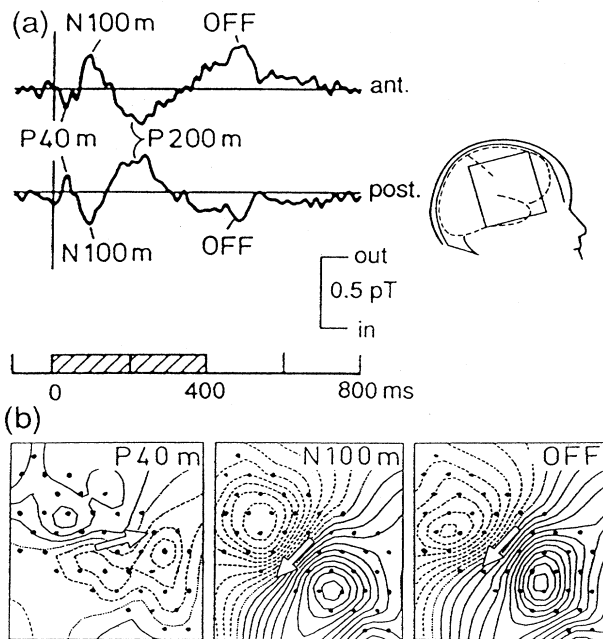 (a)
N100m
OFF
ant.
P40m
P200m
post.
N100m
OFF
out
0.5 pT
in
0
400
800 ms
(b)
P40m
N100m
OFF